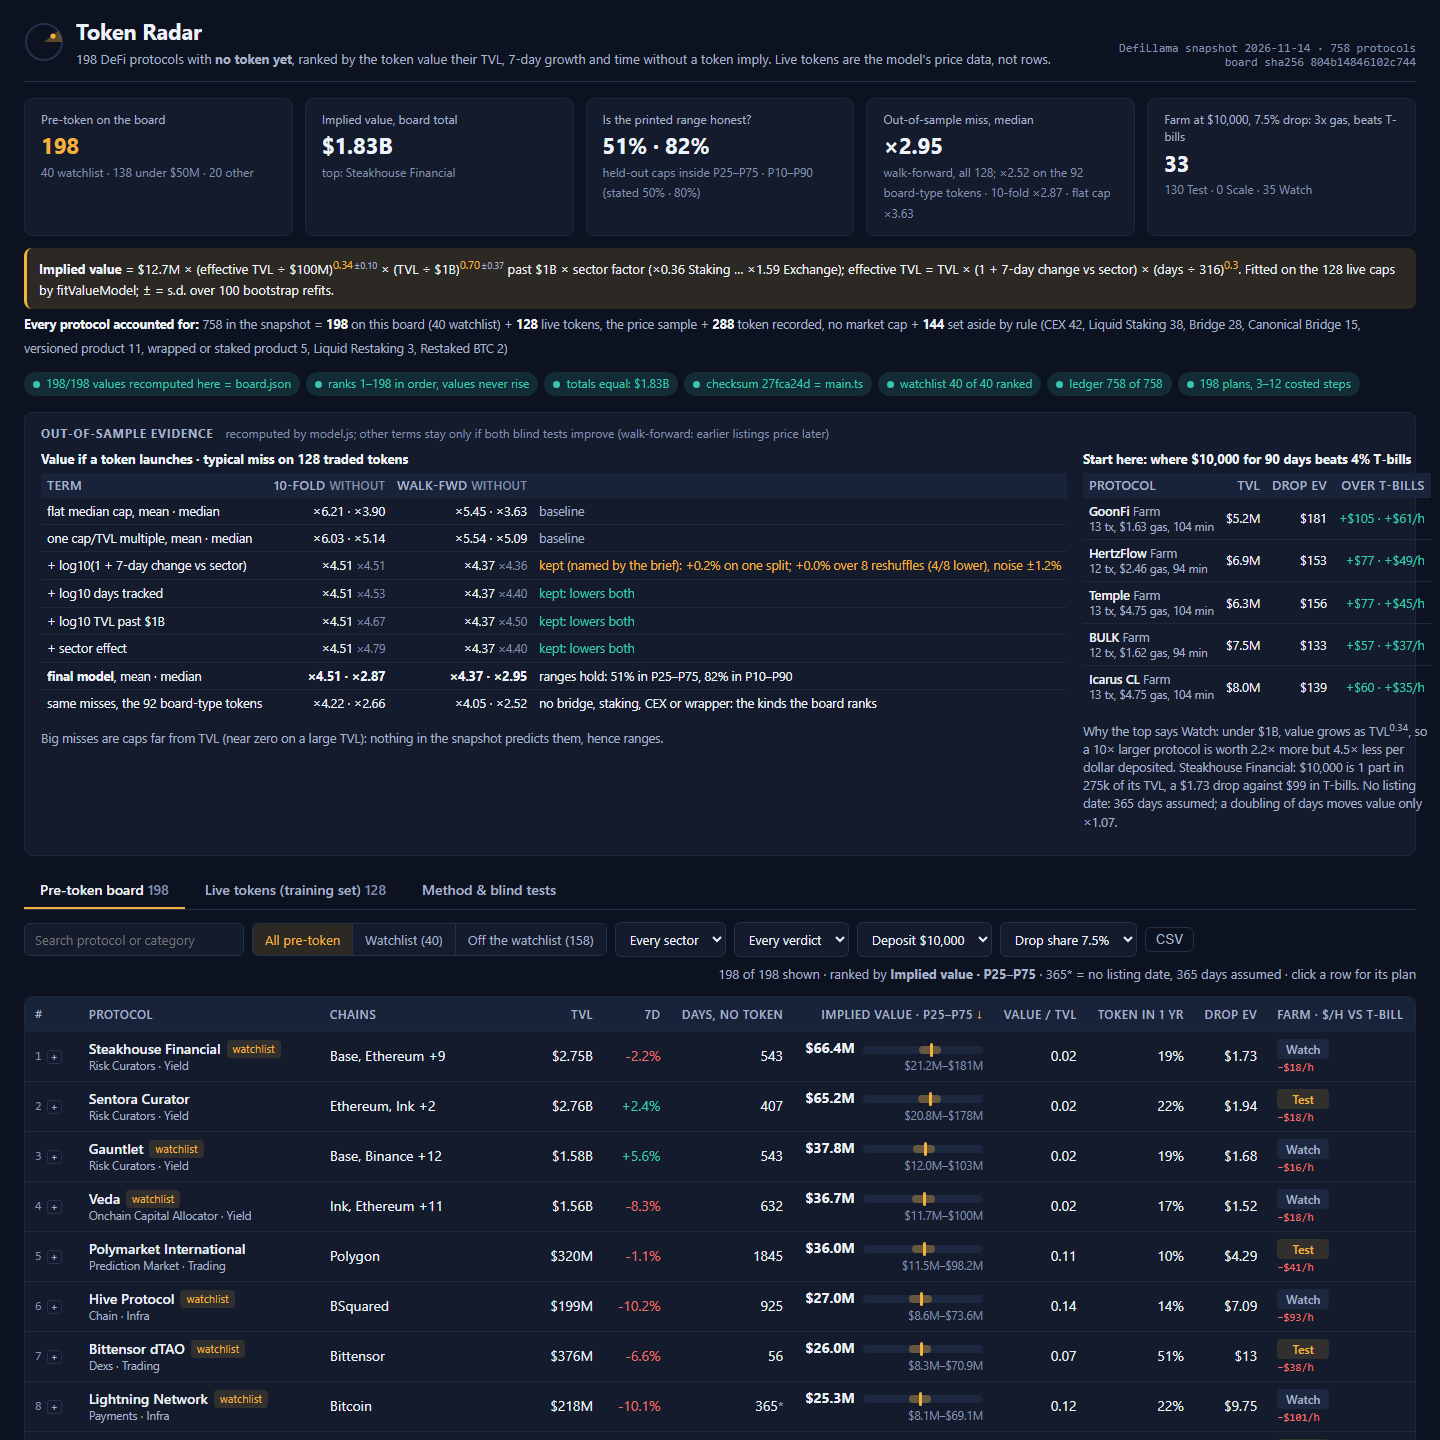 Token Radar
198 DeFi protocols with no token yet, ranked by the token value their TVL, 7-day growth and time without a token imply. Live tokens are the model's price data, not rows.
DefiLlama snapshot 2026-11-14 · 758 protocols
board sha256 804b14846102c744
Pre-token on the board
198
40 watchlist · 138 under $50M · 20 other
Implied value, board total
$1.83B
top: Steakhouse Financial
Is the printed range honest?
51% · 82%
held-out caps inside P25–P75 · P10–P90
(stated 50% · 80%)
Out-of-sample miss, median
×2.95
walk-forward, all 128; ×2.52 on the 92
board-type tokens · 10-fold ×2.87 · flat cap
×3.63
Farm at $10,000, 7.5% drop: 3x gas, beats T-
bills
33
130 Test · 0 Scale · 35 Watch
Implied value = $12.7M × (effective TVL ÷ $100M)^0.34 ±0.10 × (TVL ÷ $1B)^0.70 ±0.37 past $1B × sector factor (×0.36 Staking ... ×1.59 Exchange); effective TVL = TVL × (1 + 7-day change vs sector) × (days ÷ 316)^0.3. Fitted on the 128 live caps
by fitValueModel; ± = s.d. over 100 bootstrap refits.
Every protocol accounted for: 758 in the snapshot = 198 on this board (40 watchlist) + 128 live tokens, the price sample + 288 token recorded, no market cap + 144 set aside by rule (CEX 42, Liquid Staking 38, Bridge 28, Canonical Bridge 15,
versioned product 11, wrapped or staked product 5, Liquid Restaking 3, Restaked BTC 2)
198/198 values recomputed here = board.json
ranks 1–198 in order, values never rise
totals equal: $1.83B
checksum 27fca24d = main.ts
watchlist 40 of 40 ranked
ledger 758 of 758
198 plans, 3–12 costed steps
OUT-OF-SAMPLE EVIDENCE recomputed by model.js; other terms stay only if both blind tests improve (walk-forward: earlier listings price later)
Value if a token launches · typical miss on 128 traded tokens
TERM 10-FOLD WITHOUT WALK-FWD WITHOUT
flat median cap, mean · median ×6.21 · ×3.90 ×5.45 · ×3.63 baseline
one cap/TVL multiple, mean · median ×6.03 · ×5.14 ×5.54 · ×5.09 baseline
+ log10(1 + 7-day change vs sector) ×4.51 ×4.51 ×4.37 ×4.36 kept (named by the brief): +0.2% on one split; +0.0% over 8 reshuffles (4/8 lower), noise ±1.2%
+ log10 days tracked ×4.51 ×4.53 ×4.37 ×4.40 kept: lowers both
+ log10 TVL past $1B ×4.51 ×4.67 ×4.37 ×4.50 kept: lowers both
+ sector effect ×4.51 ×4.79 ×4.37 ×4.40 kept: lowers both
final model, mean · median ×4.51 · ×2.87 ×4.37 · ×2.95 ranges hold: 51% in P25–P75, 82% in P10–P90
same misses, the 92 board-type tokens ×4.22 · ×2.66 ×4.05 · ×2.52 no bridge, staking, CEX or wrapper: the kinds the board ranks
Big misses are caps far from TVL (near zero on a large TVL): nothing in the snapshot predicts them, hence ranges.
Start here: where $10,000 for 90 days beats 4% T-bills
PROTOCOL TVL DROP EV OVER T-BILLS
GoonFi Farm $5.2M $181 +$105 · +$61/h
13 tx, $1.63 gas, 104 min
HertzFlow Farm $6.9M $153 +$77 · +$49/h
12 tx, $2.46 gas, 94 min
Temple Farm $6.3M $156 +$77 · +$45/h
13 tx, $4.75 gas, 104 min
BULK Farm $7.5M $133 +$57 · +$37/h
12 tx, $1.62 gas, 94 min
Icarus CL Farm $8.0M $139 +$60 · +$35/h
13 tx, $4.75 gas, 104 min
Why the top says Watch: under $1B, value grows as TVL^0.34, so
a 10× larger protocol is worth 2.2× more but 4.5× less per
dollar deposited. Steakhouse Financial: $10,000 is 1 part in
275k of its TVL, a $1.73 drop against $99 in T-bills. No listing
date: 365 days assumed; a doubling of days moves value only
×1.07.
Pre-token board 198
Live tokens (training set) 128
Method & blind tests
Search protocol or category
All pre-token
Watchlist (40)
Off the watchlist (158)
Every sector
Every verdict
Deposit $10,000
Drop share 7.5%
CSV
198 of 198 shown · ranked by Implied value · P25–P75 · 365* = no listing date, 365 days assumed · click a row for its plan
# PROTOCOL CHAINS TVL 7D DAYS, NO TOKEN IMPLIED VALUE · P25–P75 ↓ VALUE / TVL TOKEN IN 1 YR DROP EV FARM · $/H VS T-BILL
1 + Steakhouse Financial watchlist Base, Ethereum +9 $2.75B -2.2% 543 $66.4M 0.02 19% $1.73 Watch
Risk Curators · Yield $21.2M–$181M −$18/h
2 + Sentora Curator Ethereum, Ink +2 $2.76B +2.4% 407 $65.2M 0.02 22% $1.94 Test
Risk Curators · Yield $20.8M–$178M −$18/h
3 + Gauntlet watchlist Base, Binance +12 $1.58B +5.6% 543 $37.8M 0.02 19% $1.68 Watch
Risk Curators · Yield $12.0M–$103M −$16/h
4 + Veda watchlist Ink, Ethereum +11 $1.56B -8.3% 632 $36.7M 0.02 17% $1.52 Watch
Onchain Capital Allocator · Yield $11.7M–$100M −$18/h
5 + Polymarket International Polygon $320M -1.1% 1845 $36.0M 0.11 10% $4.29 Test
Prediction Market · Trading $11.5M–$98.2M −$41/h
6 + Hive Protocol watchlist BSquared $199M -10.2% 925 $27.0M 0.14 14% $7.09 Watch
Chain · Infra $8.6M–$73.6M −$93/h
7 + Bittensor dTAO watchlist Bittensor $376M -6.6% 56 $26.0M 0.07 51% $13 Test
Dexs · Trading $8.3M–$70.9M −$38/h
8 + Lightning Network watchlist Bitcoin $218M -10.1% 365* $25.3M 0.12 22% $9.75 Watch
Payments · Infra $8.1M–$69.1M −$101/h